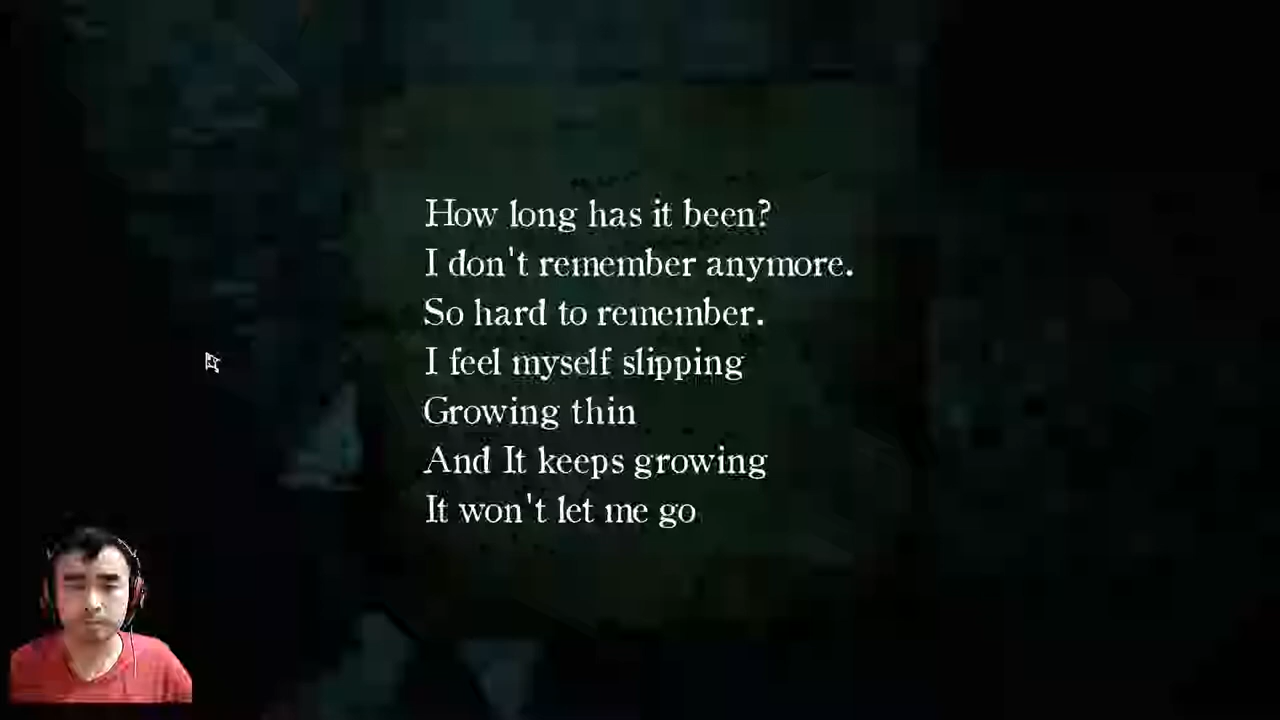 How long has it been?
I don't remember anymore.
So hard to remember.
I feel myself slipping
Growing thin
And It keeps growing
It won't let me go